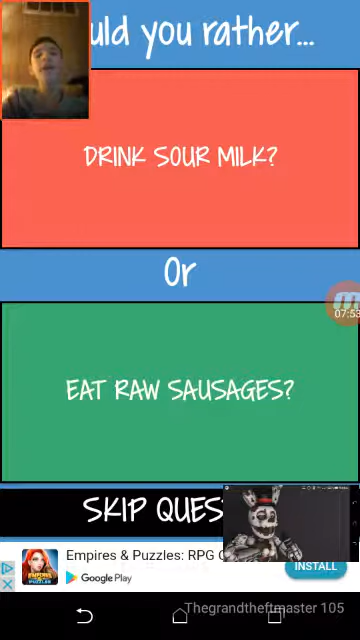 uld you rather...
DRINK SOUR MILK?
Or
07:53
EAT RAW SAUSAGES?
SKIP QUES
Empires & Puzzles: RPG
Google Play
INSTALL
Thegrandtheftmaster 105